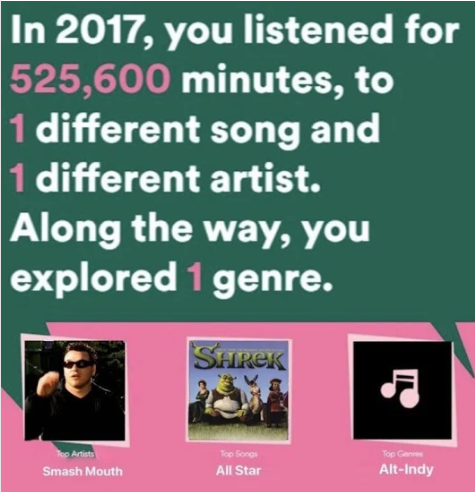 In 2017, you listened for
525,600 minutes, to
1 different song and
1 different artist.
Along the way, you
explored 1 genre.
SHREK
Top Artists
Top Songs
Top Genres
Smash Mouth
All Star
Alt-Indy